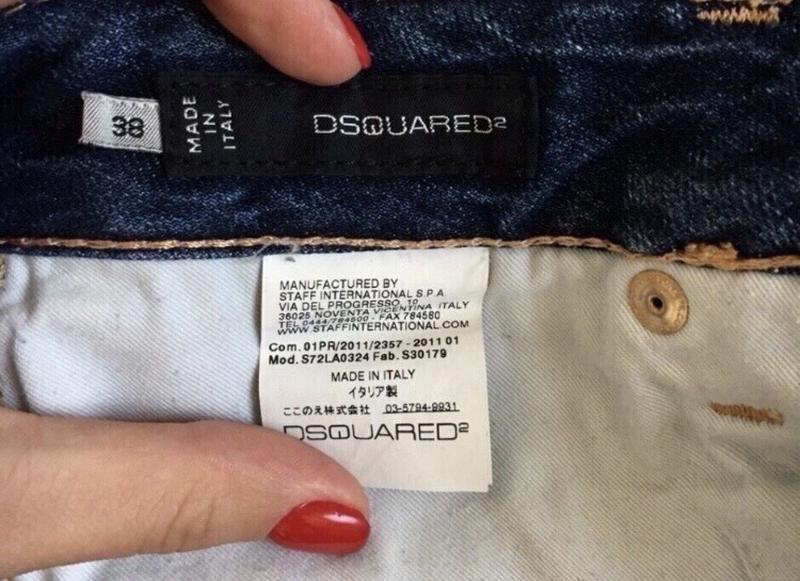 38
MADE
IN
ITALY
DSQUARED2
MANUFACTURED BY
STAFF INTERNATIONAL S.P.A
VIA DEL PROGRESSO, 10
36025 NOVENTA VICENTINA ITALY
TEL 0444/784500 - FAX 784580
WWW.STAFFINTERNATIONAL.COM
Com. 01PR/2011/2357 - 2011 01
Mod. S72LA0324 Fab. S30179
MADE IN ITALY
イタリア製
ここのえ株式会社 03-5794-9931
DSQUARED2